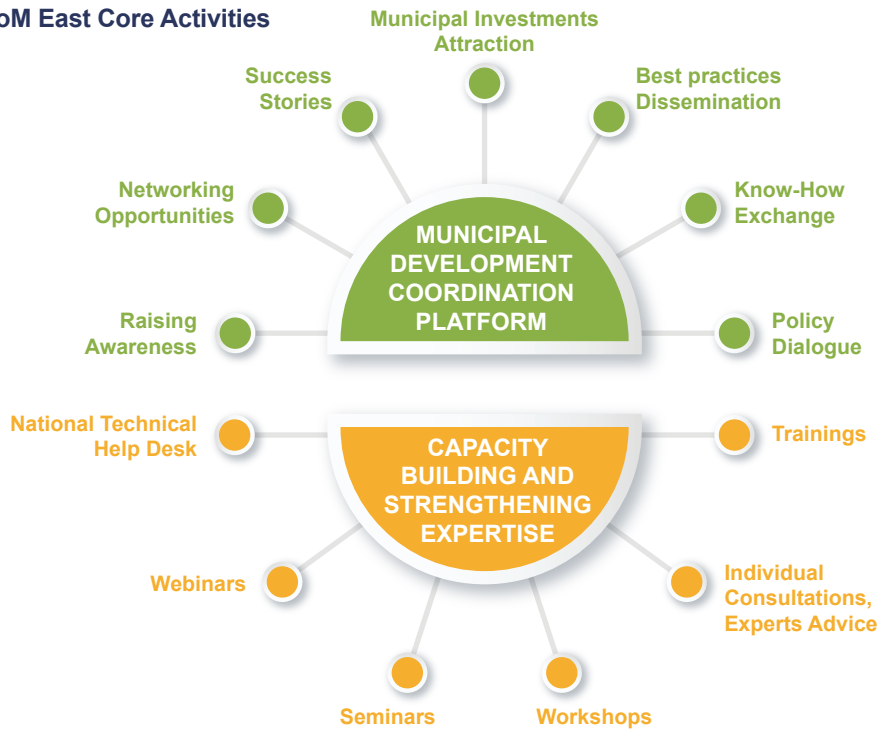 oM East Core Activities
Municipal Investments
Attraction
Success
Stories
Best practices
Dissemination
Networking
Opportunities
Know-How
Exchange
MUNICIPAL
DEVELOPMENT
COORDINATION
PLATFORM
Raising
Awareness
Policy
Dialogue
National Technical
Help Desk
Trainings
CAPACITY
BUILDING AND
STRENGTHENING
EXPERTISE
Webinars
Individual
Consultations,
Experts Advice
Seminars
Workshops